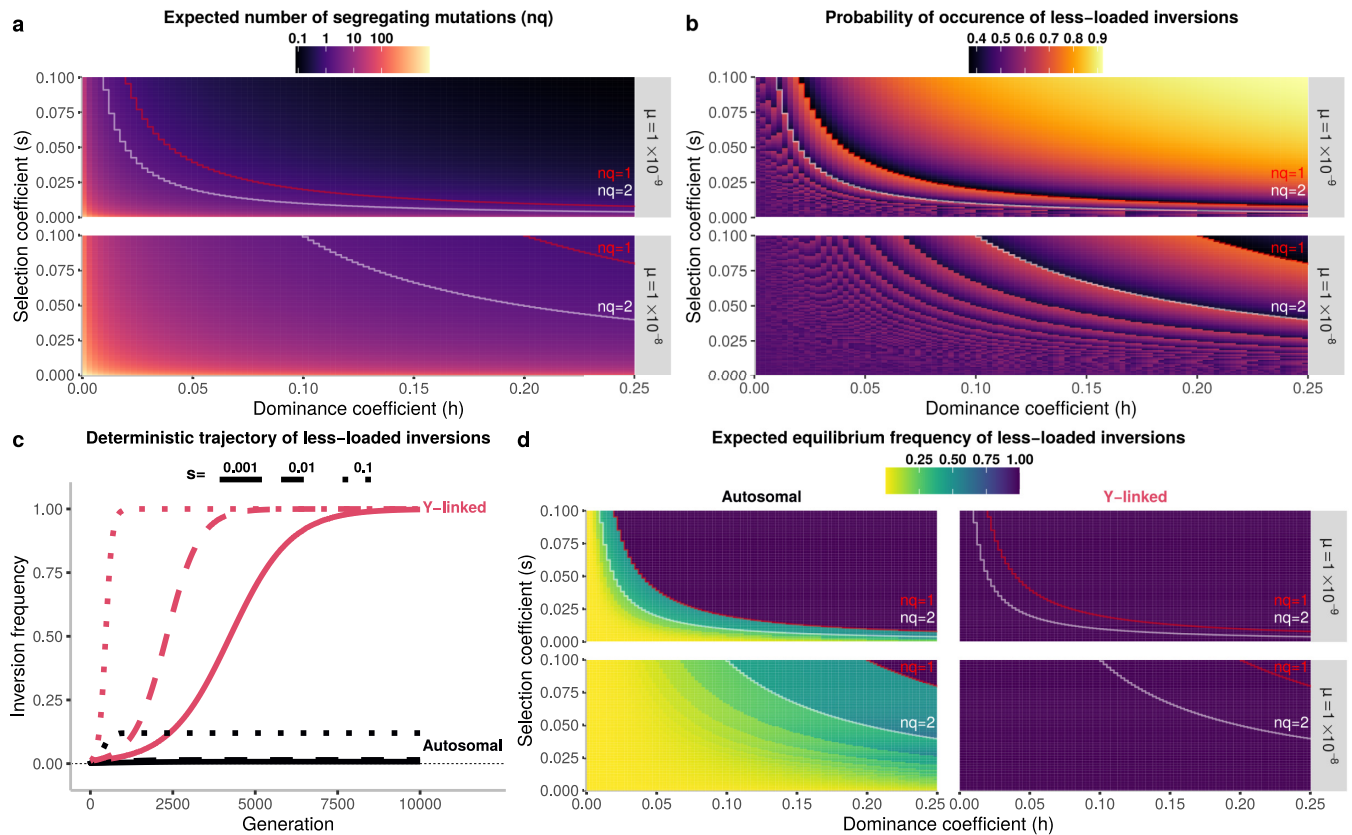 a
Expected number of segregating mutations (nq)
0.1 1 10 100
Selection coefficient (s)
0.100
0.075
0.050
0.025
0.000
nq=1
nq=2
μ=1×10⁻⁹
0.100
0.075
0.050
0.025
0.000
nq=1
nq=2
μ=1×10⁻⁸
0.00 0.05 0.10 0.15 0.20 0.25
Dominance coefficient (h)
b
Probability of occurence of less−loaded inversions
0.4 0.5 0.6 0.7 0.8 0.9
Selection coefficient (s)
0.100
0.075
0.050
0.025
0.000
nq=1
nq=2
μ=1×10⁻⁹
0.100
0.075
0.050
0.025
0.000
nq=1
nq=2
μ=1×10⁻⁸
0.00 0.05 0.10 0.15 0.20 0.25
Dominance coefficient (h)
c
Deterministic trajectory of less−loaded inversions
s= 0.001 0.01 0.1
Inversion frequency
1.00
0.75
0.50
0.25
0.00
Y−linked
Autosomal
0 2500 5000 7500 10000
Generation
d
Expected equilibrium frequency of less−loaded inversions
0.25 0.50 0.75 1.00
Autosomal
Y−linked
Selection coefficient (s)
0.100
0.075
0.050
0.025
0.000
nq=1
nq=2
nq=1
nq=2
μ=1×10⁻⁹
0.100
0.075
0.050
0.025
0.000
nq=1
nq=2
nq=1
nq=2
μ=1×10⁻⁸
0.00 0.05 0.10 0.15 0.20 0.25
0.00 0.05 0.10 0.15 0.20 0.25
Dominance coefficient (h)